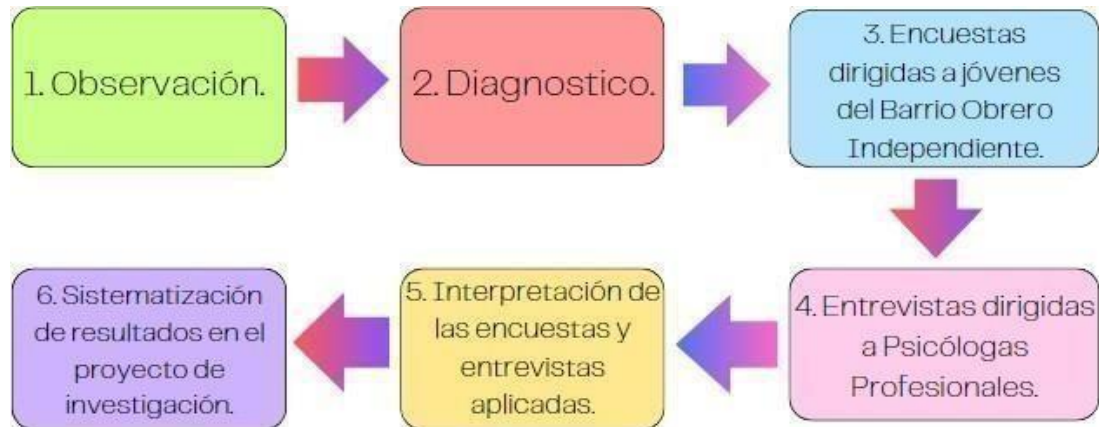 1. Observación.
2. Diagnostico.
3. Encuestas
dirigidas a jóvenes
del Barrio Obrero
Independiente.
4. Entrevistas dirigidas
a Psicólogas
Profesionales.
5. Interpretación de
las encuestas y
entrevistas
aplicadas.
6. Sistematización
de resultados en el
proyecto de
investigación.